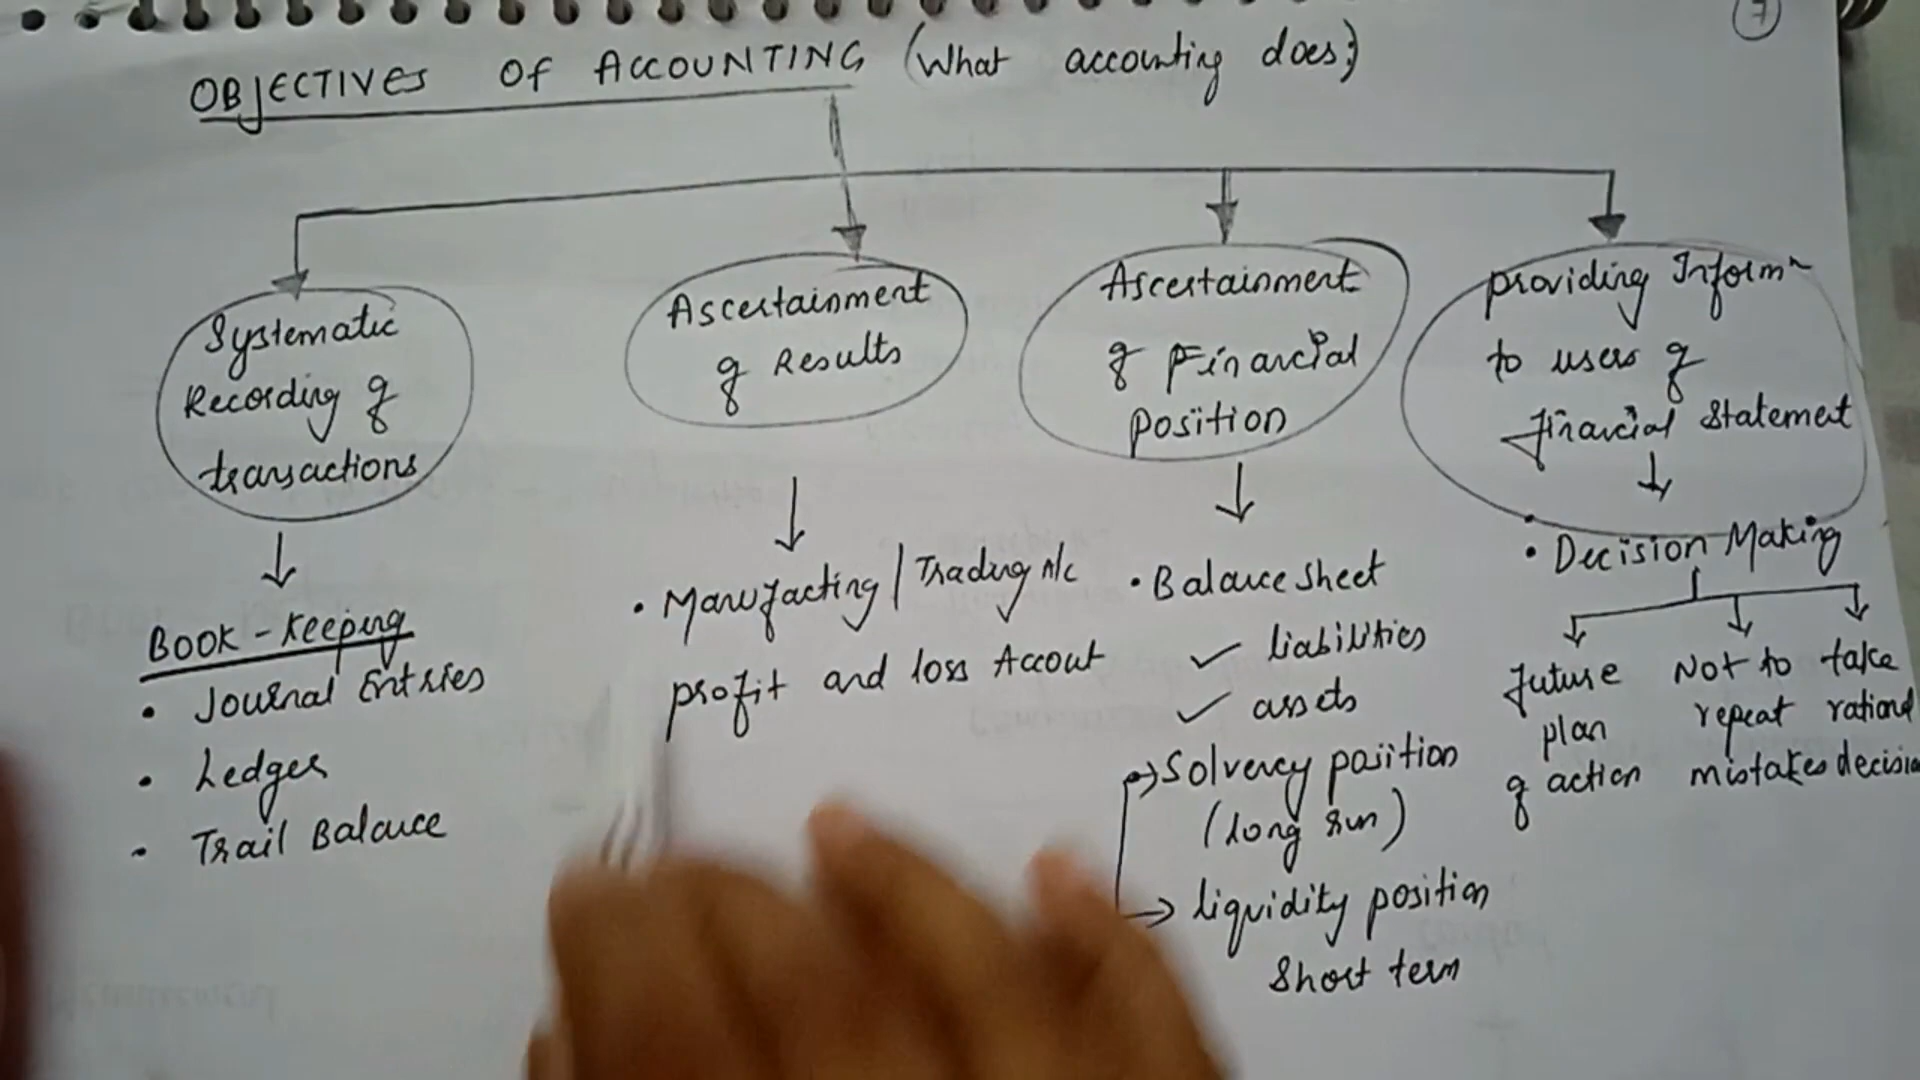 7
OBJECTIVES OF ACCOUNTING (What accounting does?)
Systematic
Recording of
transactions
BOOK-Keeping
• Journal Entries
• Ledger
• Trail Balance
Ascertainment
of Results
• Manufacting / Trading A/c
profit and loss Accout
Ascertainment
of Financial
position
• Balance sheet
✓ liabilities
✓ assets
→ Solvency position
(long run)
→ liquidity position
Short term
providing Informⁿ
to users of
financial statement
• Decision Making
future
plan
of action
Not to
repeat
mistakes
take
rational